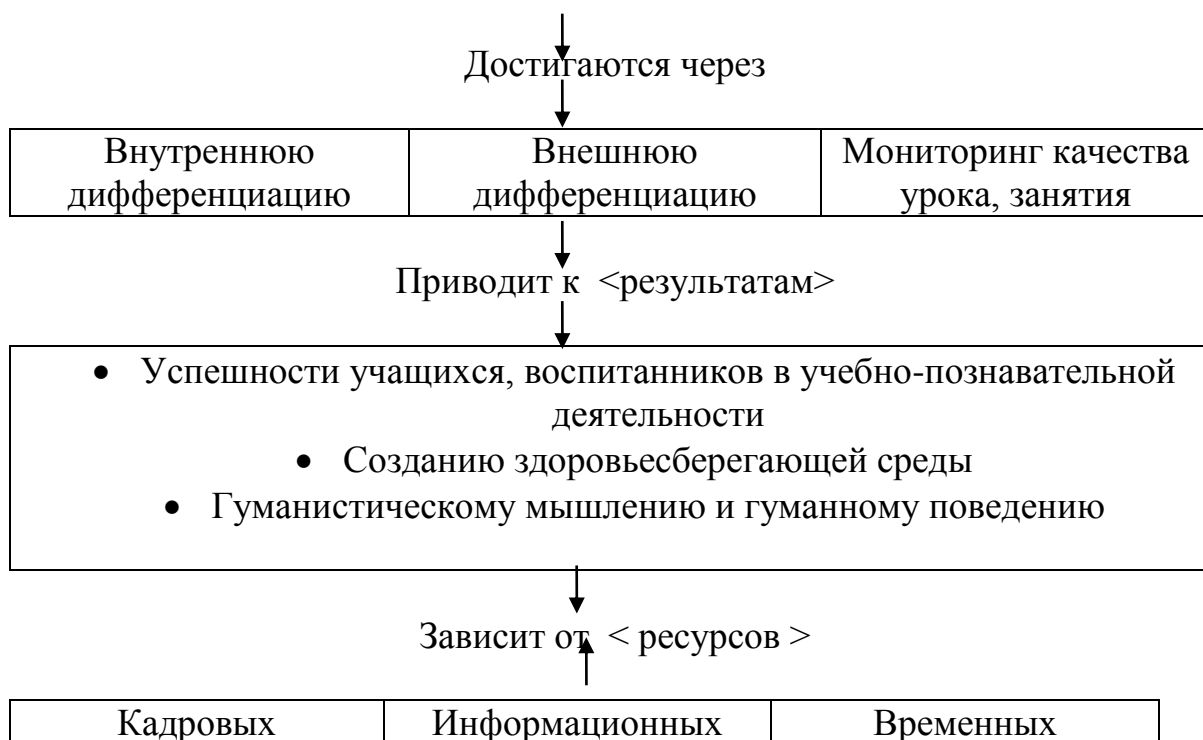 Достигаются через
Внутреннюю Внешнюю Мониторинг качества
дифференциацию дифференциацию урока, занятия
Приводит к <результатам>
• Успешности учащихся, воспитанников в учебно-познавательной
деятельности
• Созданию здоровьесберегающей среды
• Гуманистическому мышлению и гуманному поведению
Зависит от < ресурсов >
Кадровых Информационных Временных